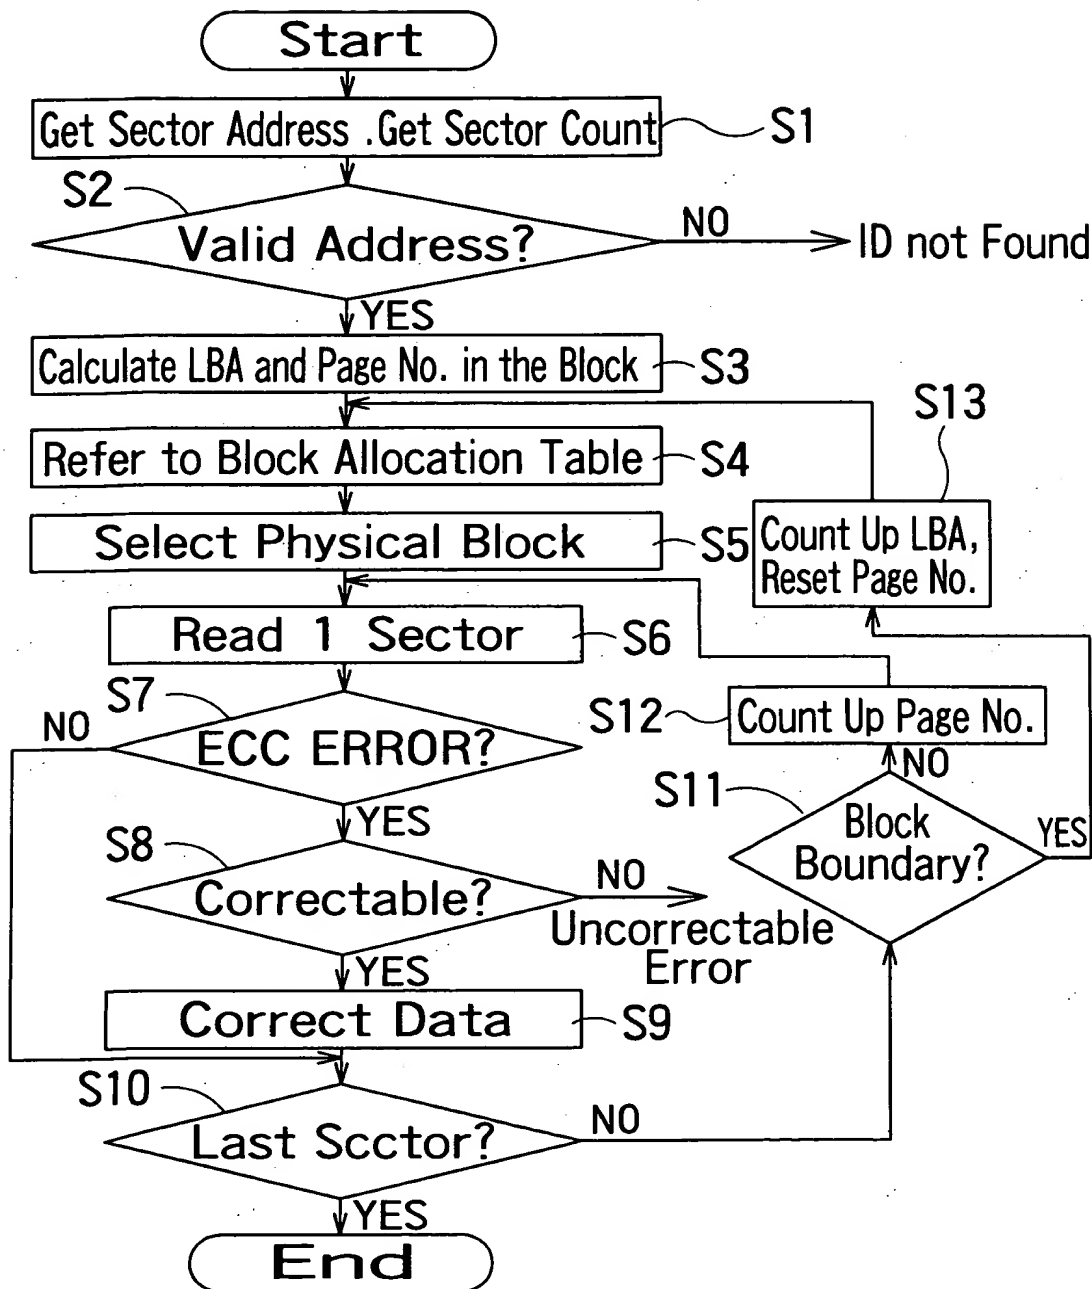 Start
Get Sector Address .Get Sector Count
S1
S2
Valid Address?
NO
ID not Found
YES
Calculate LBA and Page No. in the Block
S3
S13
Refer to Block Allocation Table
S4
Count Up LBA,
Reset Page No.
Select Physical Block
S5
Read 1 Sector
S6
S7
NO
ECC ERROR?
S12
Count Up Page No.
NO
YES
S11
Block
Boundary?
YES
S8
Correctable?
NO
Uncorrectable
Error
YES
Correct Data
S9
S10
Last Scctor?
NO
YES
End